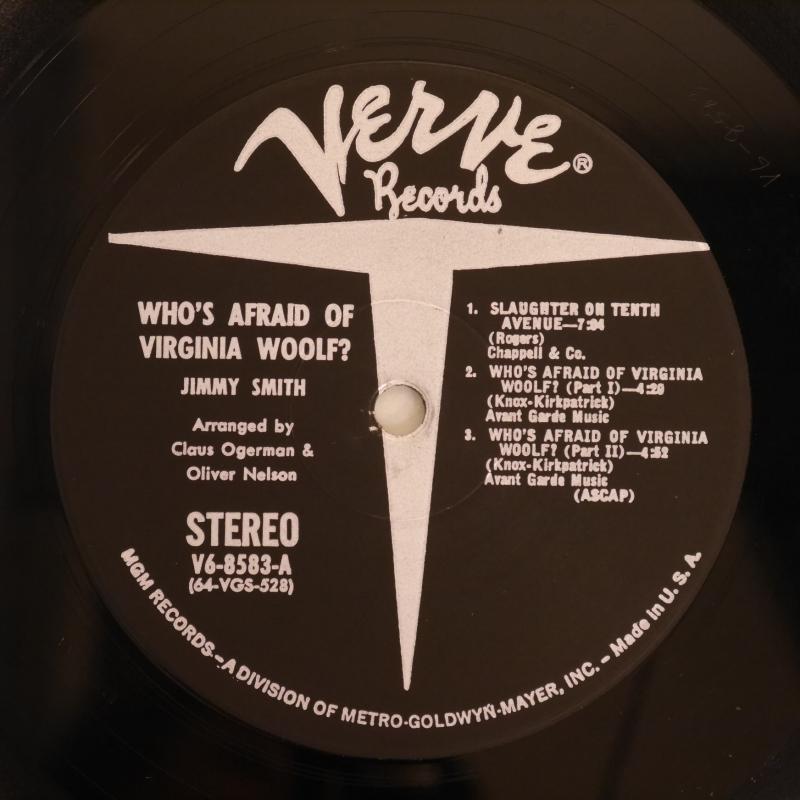 Verve®
Records
WHO'S AFRAID OF
VIRGINIA WOOLF?
JIMMY SMITH
Arranged by
Claus Ogerman &
Oliver Nelson
STEREO
V6-8583-A
(64-VGS-528)
1. SLAUGHTER ON TENTH
AVENUE—7:04
(Rogers)
Chappell & Co.
2. WHO'S AFRAID OF VIRGINIA
WOOLF? (Part I)—4:29
(Knox-Kirkpatrick)
Avant Garde Music
3. WHO'S AFRAID OF VIRGINIA
WOOLF? (Part II)—4:32
(Knox-Kirkpatrick)
Avant Garde Music
(ASCAP)
MGM RECORDS—A DIVISION OF METRO-GOLDWYN-MAYER, INC. – Made in U. S. A.